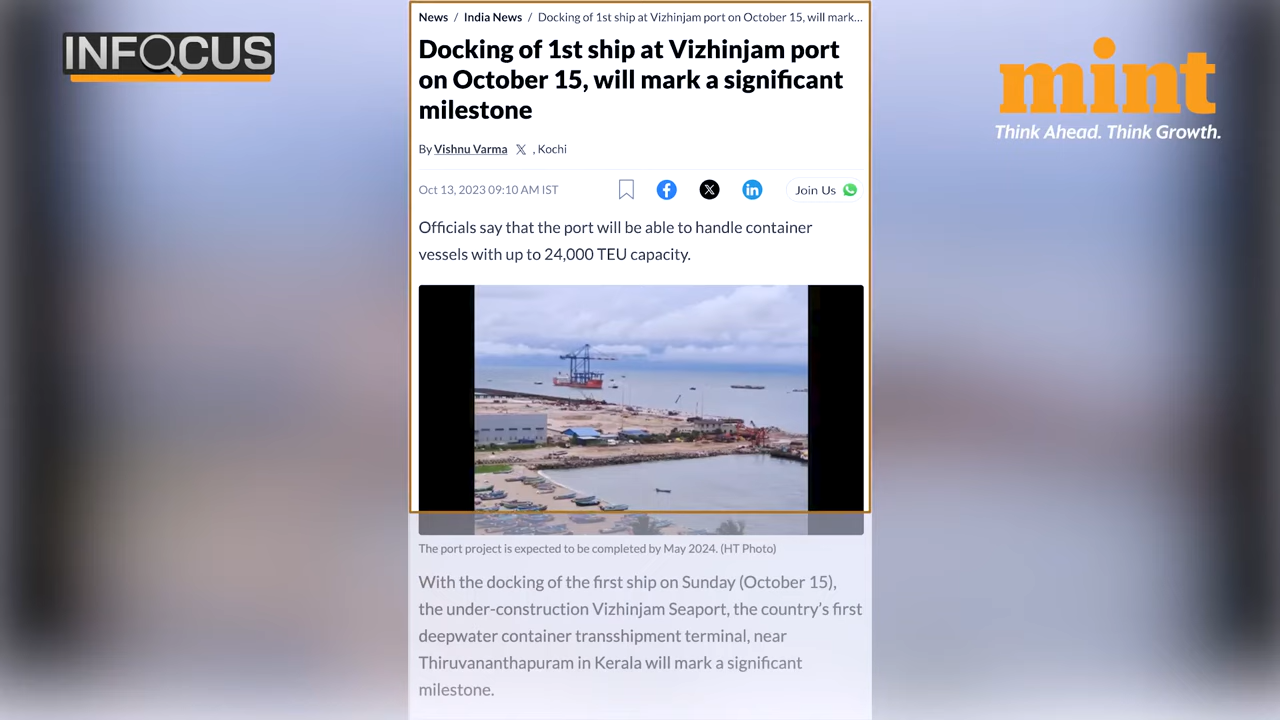 INFOCUS
mint
Think Ahead. Think Growth.
News / India News / Docking of 1st ship at Vizhinjam port on October 15, will mark...
Docking of 1st ship at Vizhinjam port
on October 15, will mark a significant
milestone
By Vishnu Varma X , Kochi
Oct 13, 2023 09:10 AM IST
Join Us
Officials say that the port will be able to handle container
vessels with up to 24,000 TEU capacity.
The port project is expected to be completed by May 2024. (HT Photo)
With the docking of the first ship on Sunday (October 15),
the under-construction Vizhinjam Seaport, the country’s first
deepwater container transshipment terminal, near
Thiruvananthapuram in Kerala will mark a significant
milestone.